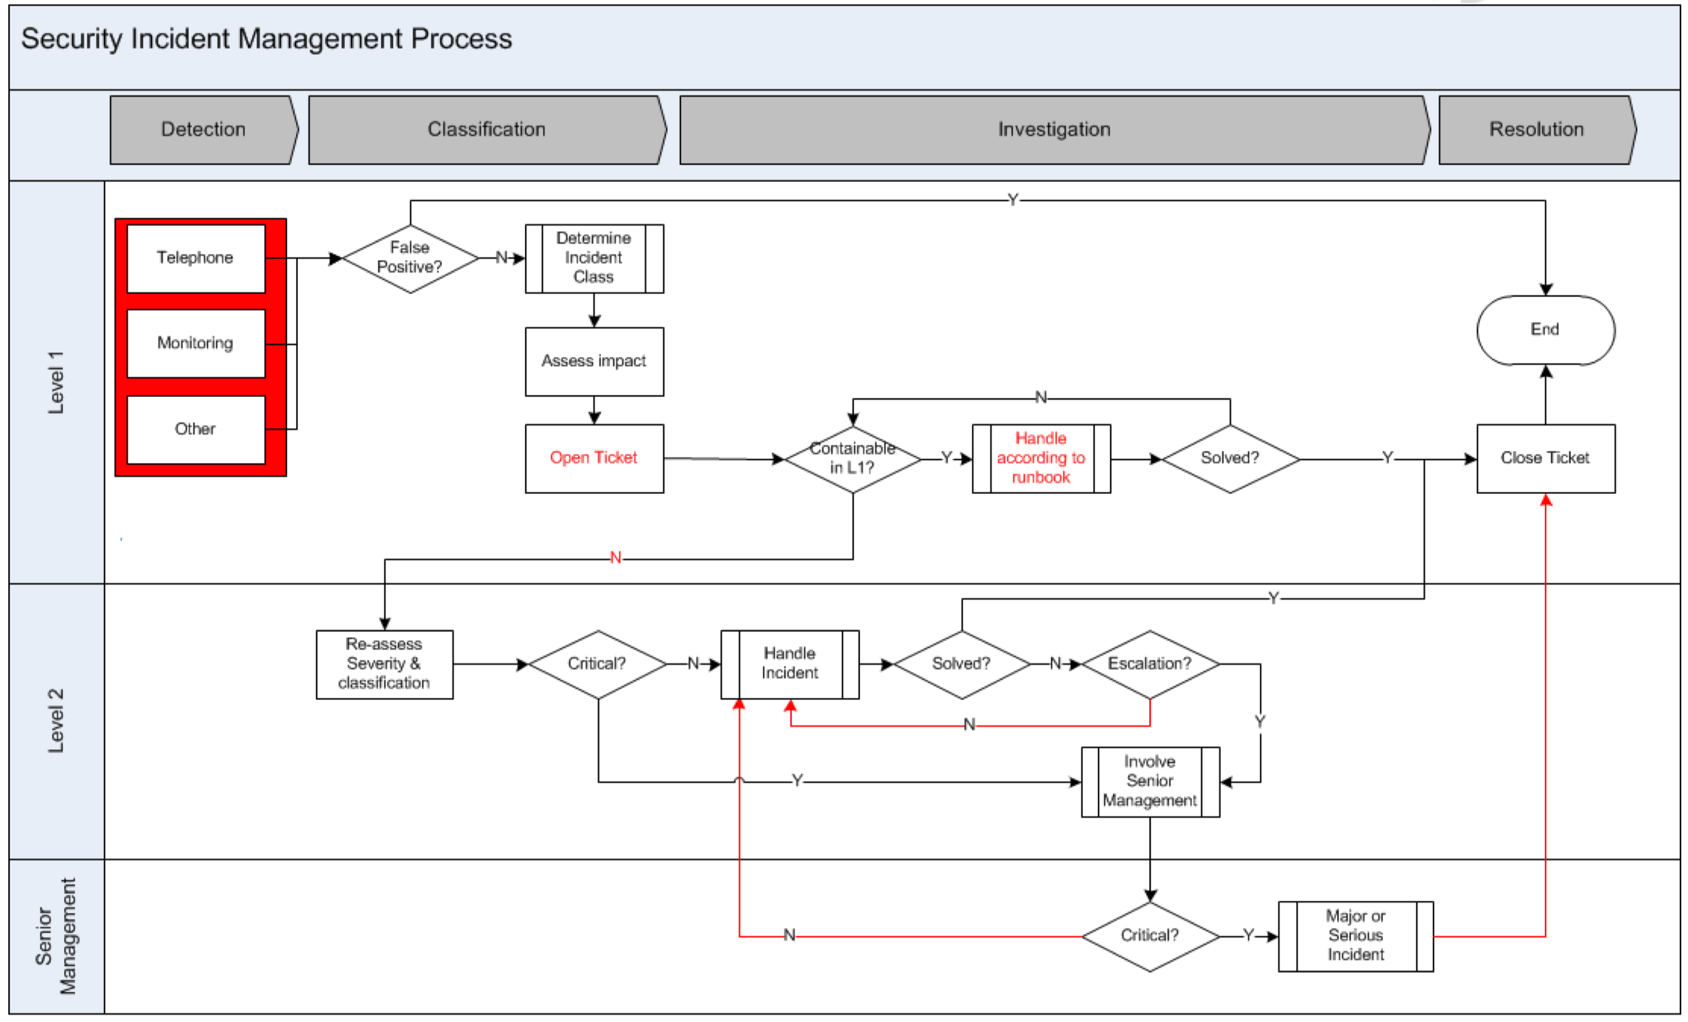 Security Incident Management Process
Detection
Classification
Investigation
Resolution
Level 1
Y
Telephone
Monitoring
Other
False
Positive?
N
Determine
Incident
Class
Assess impact
Open Ticket
N
Containable
in L1?
Y
Handle
according to
runbook
Solved?
Y
Close Ticket
End
N
Level 2
Re-assess
Severity &
classification
Critical?
N
Handle
Incident
Solved?
Y
N
Escalation?
N
Y
Y
Involve
Senior
Management
Senior
Management
N
Critical?
Y
Major or
Serious
Incident